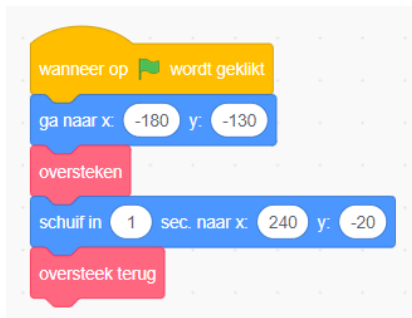 wanneer op wordt geklikt
ga naar x: -180 y: -130
oversteken
schuif in 1 sec. naar x: 240 y: -20
oversteek terug